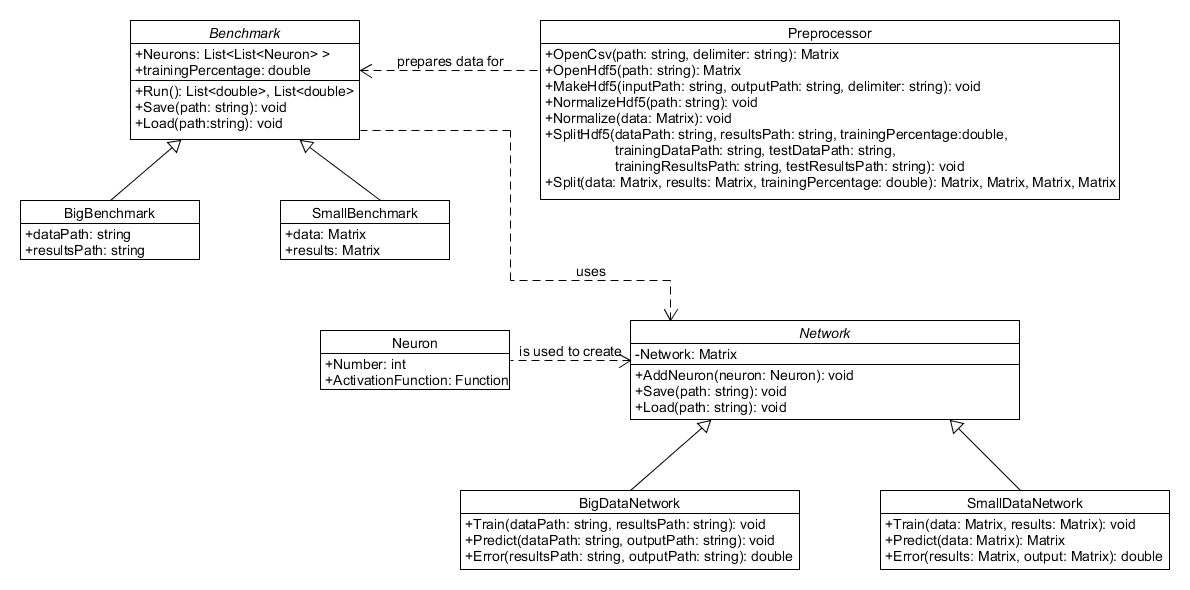 Benchmark
+Neurons: List<List<Neuron> >
+trainingPercentage: double
+Run(): List<double>, List<double>
+Save(path: string): void
+Load(path:string): void
prepares data for
Preprocessor
+OpenCsv(path: string, delimiter: string): Matrix
+OpenHdf5(path: string): Matrix
+MakeHdf5(inputPath: string, outputPath: string, delimiter: string): void
+NormalizeHdf5(path: string): void
+Normalize(data: Matrix): void
+SplitHdf5(dataPath: string, resultsPath: string, trainingPercentage:double,
trainingDataPath: string, testDataPath: string,
trainingResultsPath: string, testResultsPath: string): void
+Split(data: Matrix, results: Matrix, trainingPercentage: double): Matrix, Matrix, Matrix, Matrix
BigBenchmark
+dataPath: string
+resultsPath: string
SmallBenchmark
+data: Matrix
+results: Matrix
uses
Neuron
+Number: int
+ActivationFunction: Function
is used to create
Network
-Network: Matrix
+AddNeuron(neuron: Neuron): void
+Save(path: string): void
+Load(path: string): void
BigDataNetwork
+Train(dataPath: string, resultsPath: string): void
+Predict(dataPath: string, outputPath: string): void
+Error(resultsPath: string, outputPath: string): double
SmallDataNetwork
+Train(data: Matrix, results: Matrix): void
+Predict(data: Matrix): Matrix
+Error(results: Matrix, output: Matrix): double